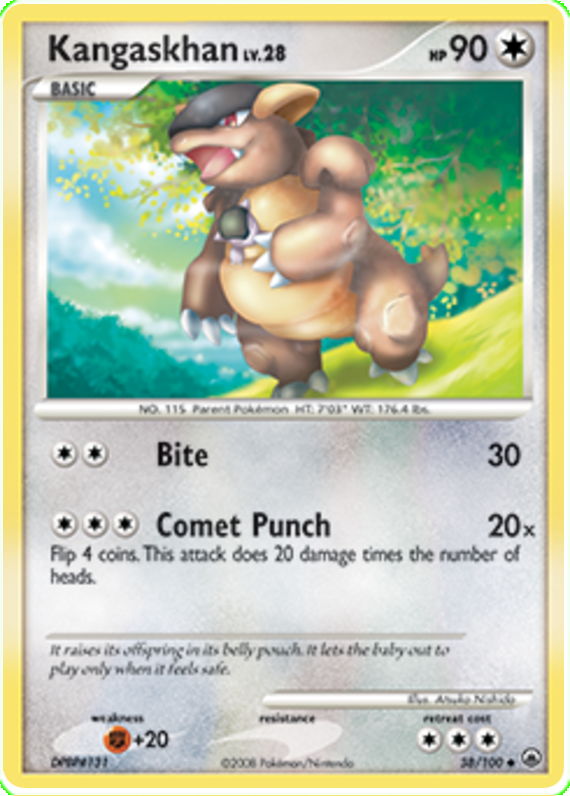 Kangaskhan LV.28 HP 90
BASIC
NO. 115 Parent Pokémon HT: 7'03" WT: 176.4 lbs.
Bite 30
Comet Punch 20x
Flip 4 coins. This attack does 20 damage times the number of
heads.
It raises its offspring in its belly pouch. It lets the baby out to
play only when it feels safe.
Illus. Atsuko Nishida
weakness resistance retreat cost
+20
DPBP#131 ©2008 Pokémon/Nintendo 38/100